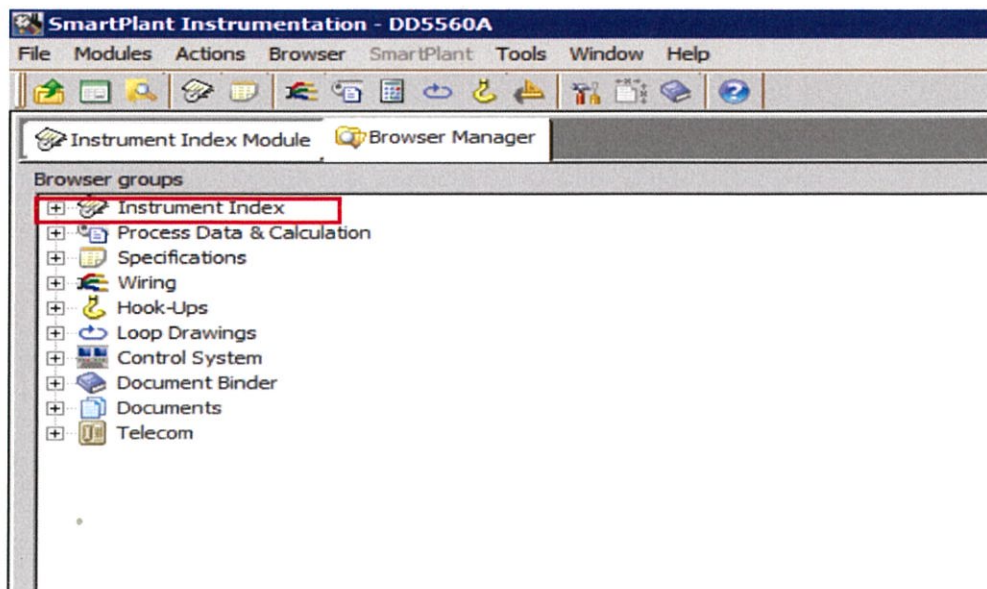 SmartPlant Instrumentation - DD5560A
File Modules Actions Browser SmartPlant Tools Window Help
Instrument Index Module Browser Manager
Browser groups
Instrument Index
Process Data & Calculation
Specifications
Wiring
Hook-Ups
Loop Drawings
Control System
Document Binder
Documents
Telecom